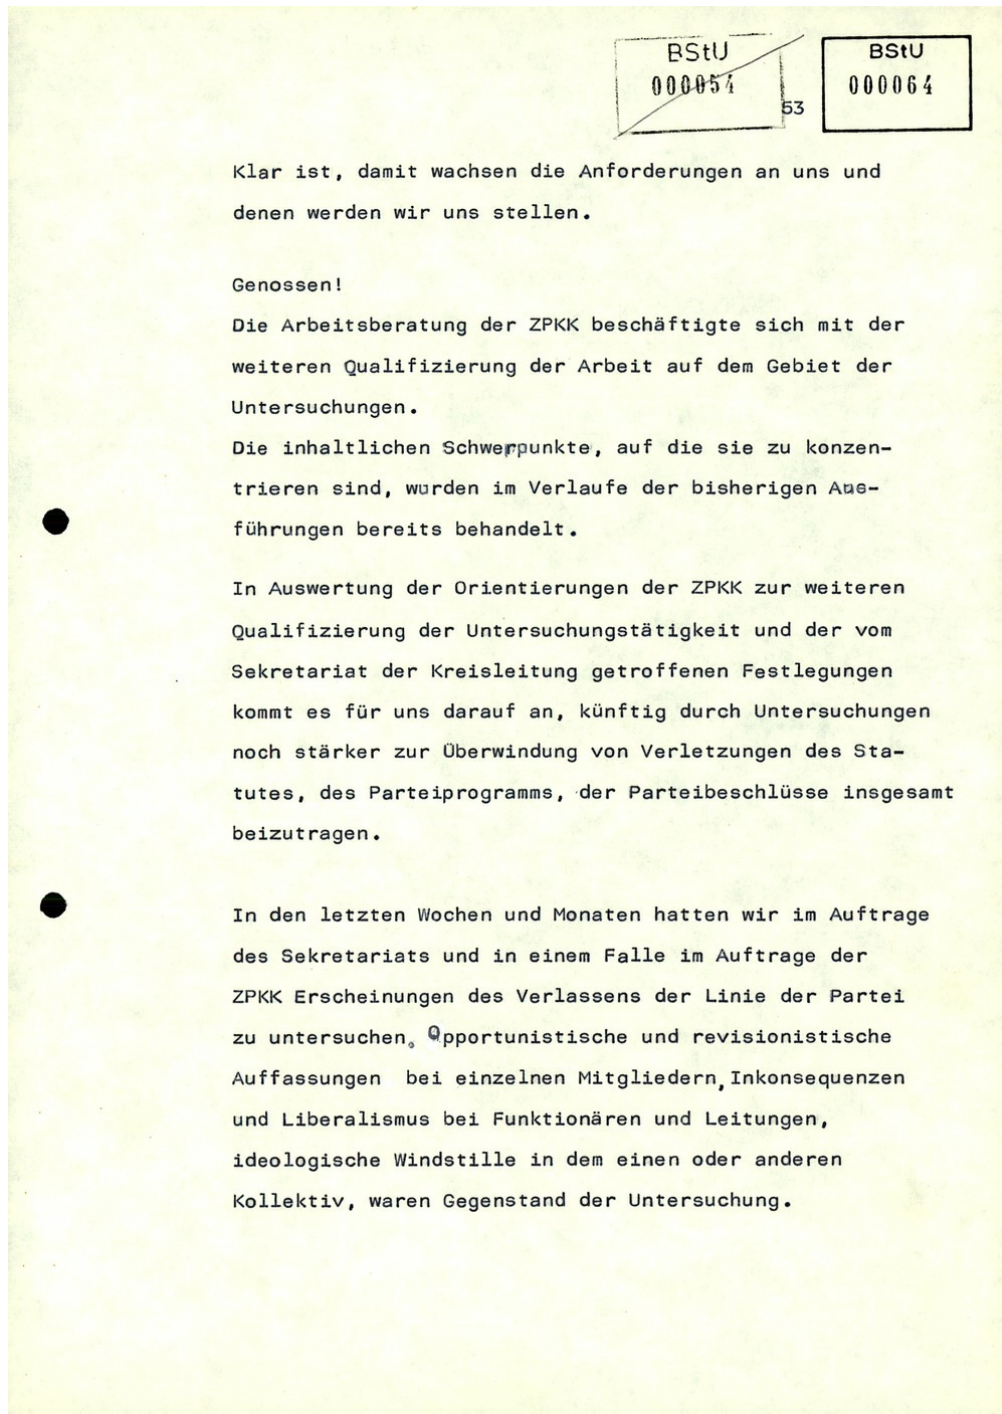 BStU
000054
53
BStU
000064
Klar ist, damit wachsen die Anforderungen an uns und
denen werden wir uns stellen.
Genossen!
Die Arbeitsberatung der ZPKK beschäftigte sich mit der
weiteren Qualifizierung der Arbeit auf dem Gebiet der
Untersuchungen.
Die inhaltlichen Schwerpunkte, auf die sie zu konzen-
trieren sind, wurden im Verlaufe der bisherigen Aus-
führungen bereits behandelt.
In Auswertung der Orientierungen der ZPKK zur weiteren
Qualifizierung der Untersuchungstätigkeit und der vom
Sekretariat der Kreisleitung getroffenen Festlegungen
kommt es für uns darauf an, künftig durch Untersuchungen
noch stärker zur Überwindung von Verletzungen des Sta-
tutes, des Parteiprogramms, der Parteibeschlüsse insgesamt
beizutragen.
In den letzten Wochen und Monaten hatten wir im Auftrage
des Sekretariats und in einem Falle im Auftrage der
ZPKK Erscheinungen des Verlassens der Linie der Partei
zu untersuchen. Opportunistische und revisionistische
Auffassungen bei einzelnen Mitgliedern, Inkonsequenzen
und Liberalismus bei Funktionären und Leitungen,
ideologische Windstille in dem einen oder anderen
Kollektiv, waren Gegenstand der Untersuchung.